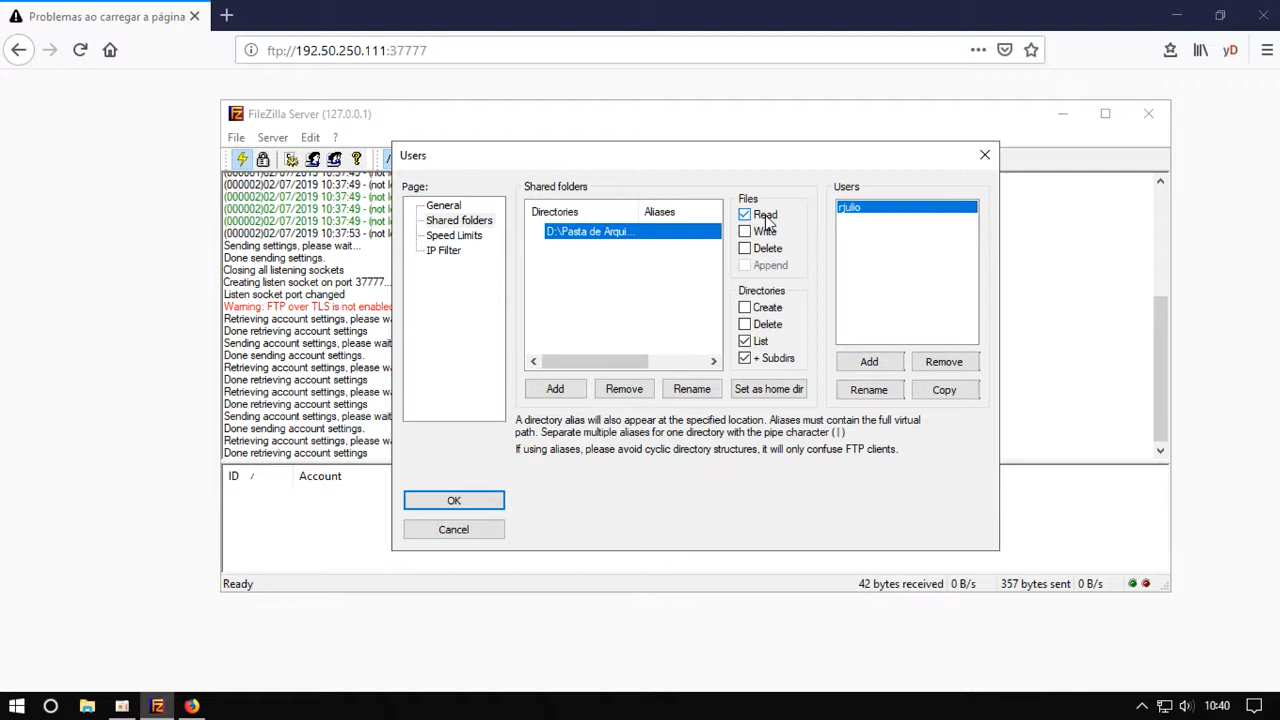 Problemas ao carregar a página
ftp://192.50.250.111:37777
yD
FileZilla Server (127.0.0.1)
File Server Edit ?
(000002)02/07/2019 10:37:49 - (not l
(000002)02/07/2019 10:37:49 - (not l
(000002)02/07/2019 10:37:49 - (not l
(000002)02/07/2019 10:37:49 - (not l
(000002)02/07/2019 10:37:53 - (not l
Sending settings, please wait...
Done sending settings.
Closing all listening sockets
Creating listen socket on port 37777...
Listen socket port changed
Warning: FTP over TLS is not enable
Retrieving account settings, please wa
Done retrieving account settings
Sending account settings, please wait
Done sending account settings.
Retrieving account settings, please wa
Done retrieving account settings
Retrieving account settings, please wa
Done retrieving account settings
Sending account settings, please wait
Done sending account settings.
Retrieving account settings, please wa
Done retrieving account settings
ID / Account
Ready
42 bytes received 0 B/s 357 bytes sent 0 B/s
Users
Page:
General
Shared folders
Speed Limits
IP Filter
Shared folders
Directories Aliases
D:\Pasta de Arqui...
Add Remove Rename Set as home dir
Files
Read
Write
Delete
Append
Directories
Create
Delete
List
+ Subdirs
Users
rjulio
Add Remove
Rename Copy
A directory alias will also appear at the specified location. Aliases must contain the full virtual
path. Separate multiple aliases for one directory with the pipe character (|)
If using aliases, please avoid cyclic directory structures, it will only confuse FTP clients.
OK
Cancel
10:40